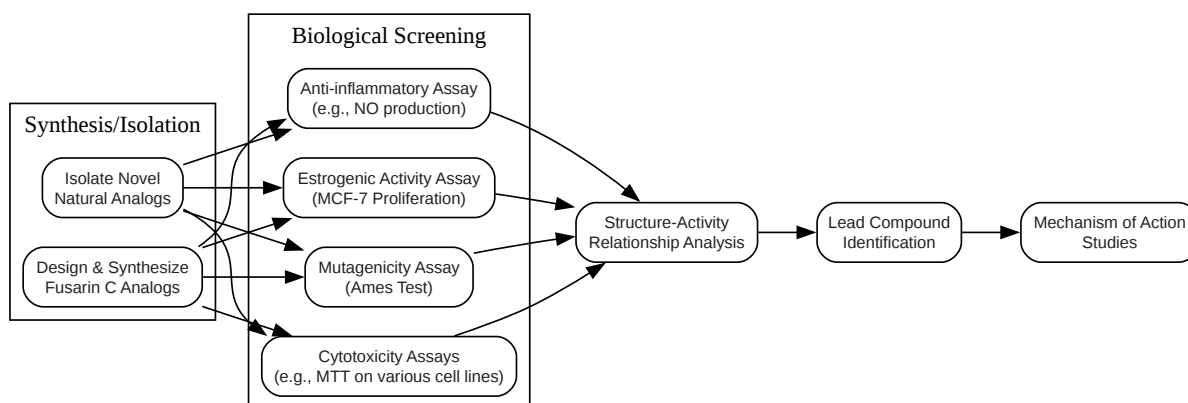 Synthesis/Isolation
Isolate Novel
Natural Analogs
Design & Synthesize
Fusarin C Analogs
Biological Screening
Anti-inflammatory Assay
(e.g., NO production)
Estrogenic Activity Assay
(MCF-7 Proliferation)
Mutagenicity Assay
(Ames Test)
Cytotoxicity Assays
(e.g., MTT on various cell lines)
Structure-Activity
Relationship Analysis
Lead Compound
Identification
Mechanism of Action
Studies